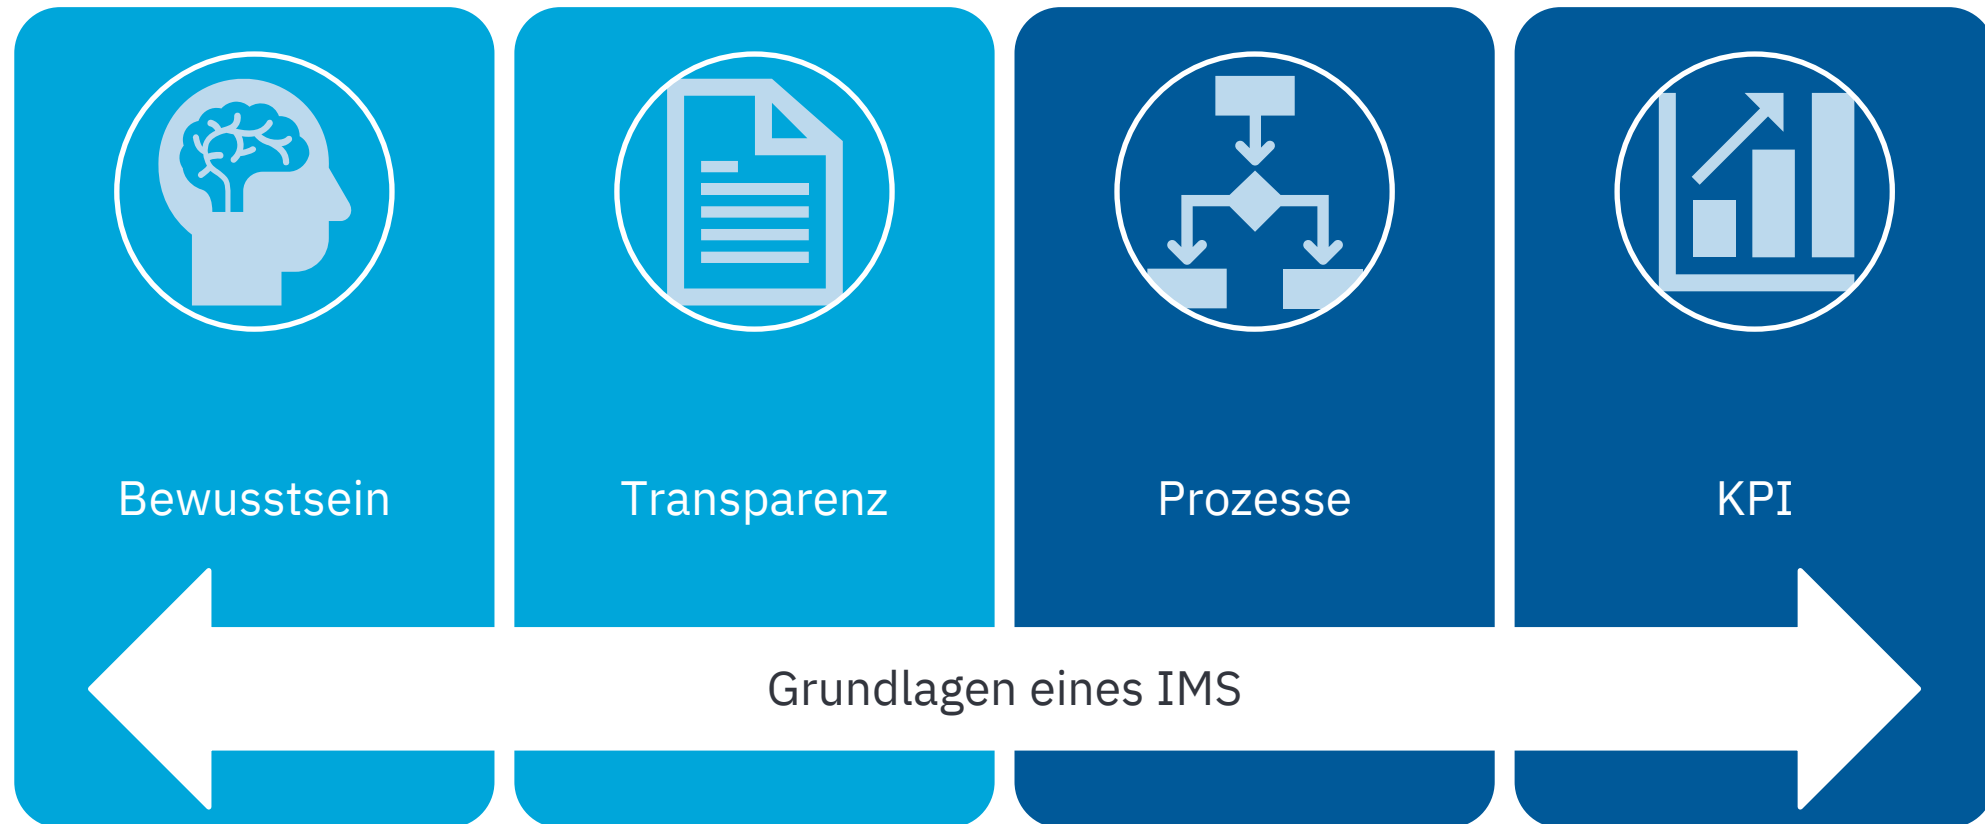 Bewusstsein
Transparenz
Prozesse
KPI
Grundlagen eines IMS